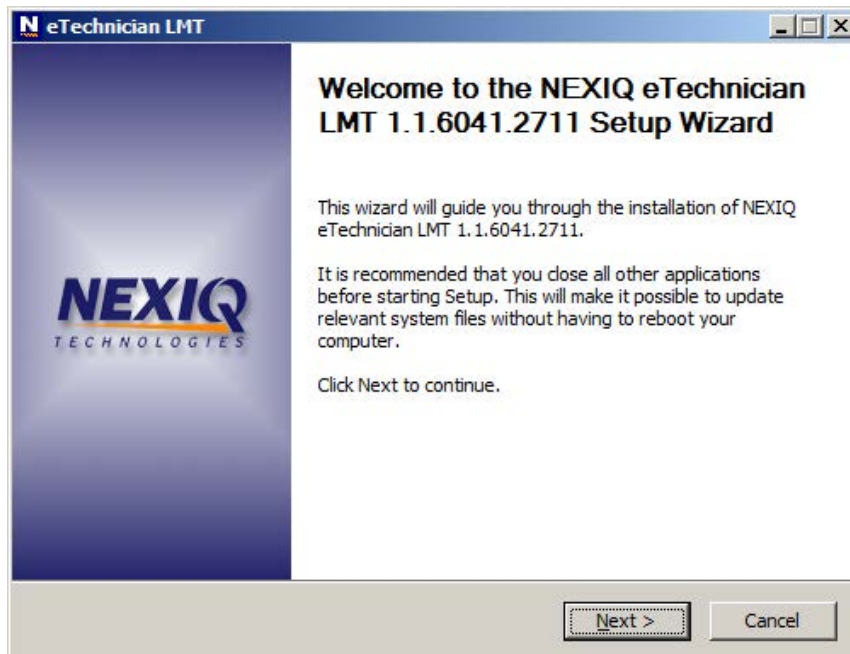 eTechnician LMT
Welcome to the NEXIQ eTechnician
LMT 1.1.6041.2711 Setup Wizard
This wizard will guide you through the installation of NEXIQ
eTechnician LMT 1.1.6041.2711.
It is recommended that you close all other applications
before starting Setup. This will make it possible to update
relevant system files without having to reboot your
computer.
Click Next to continue.
NEXIQ
TECHNOLOGIES
Next >
Cancel